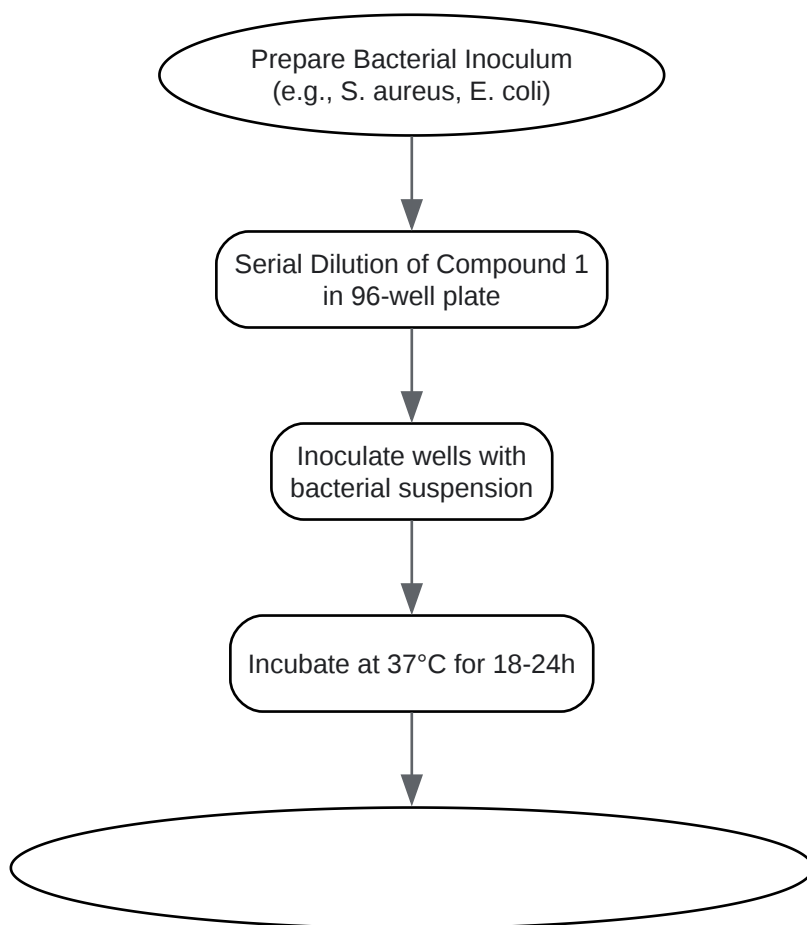 Prepare Bacterial Inoculum
(e.g., S. aureus, E. coli)
Serial Dilution of Compound 1
in 96-well plate
Inoculate wells with
bacterial suspension
Incubate at 37°C for 18-24h